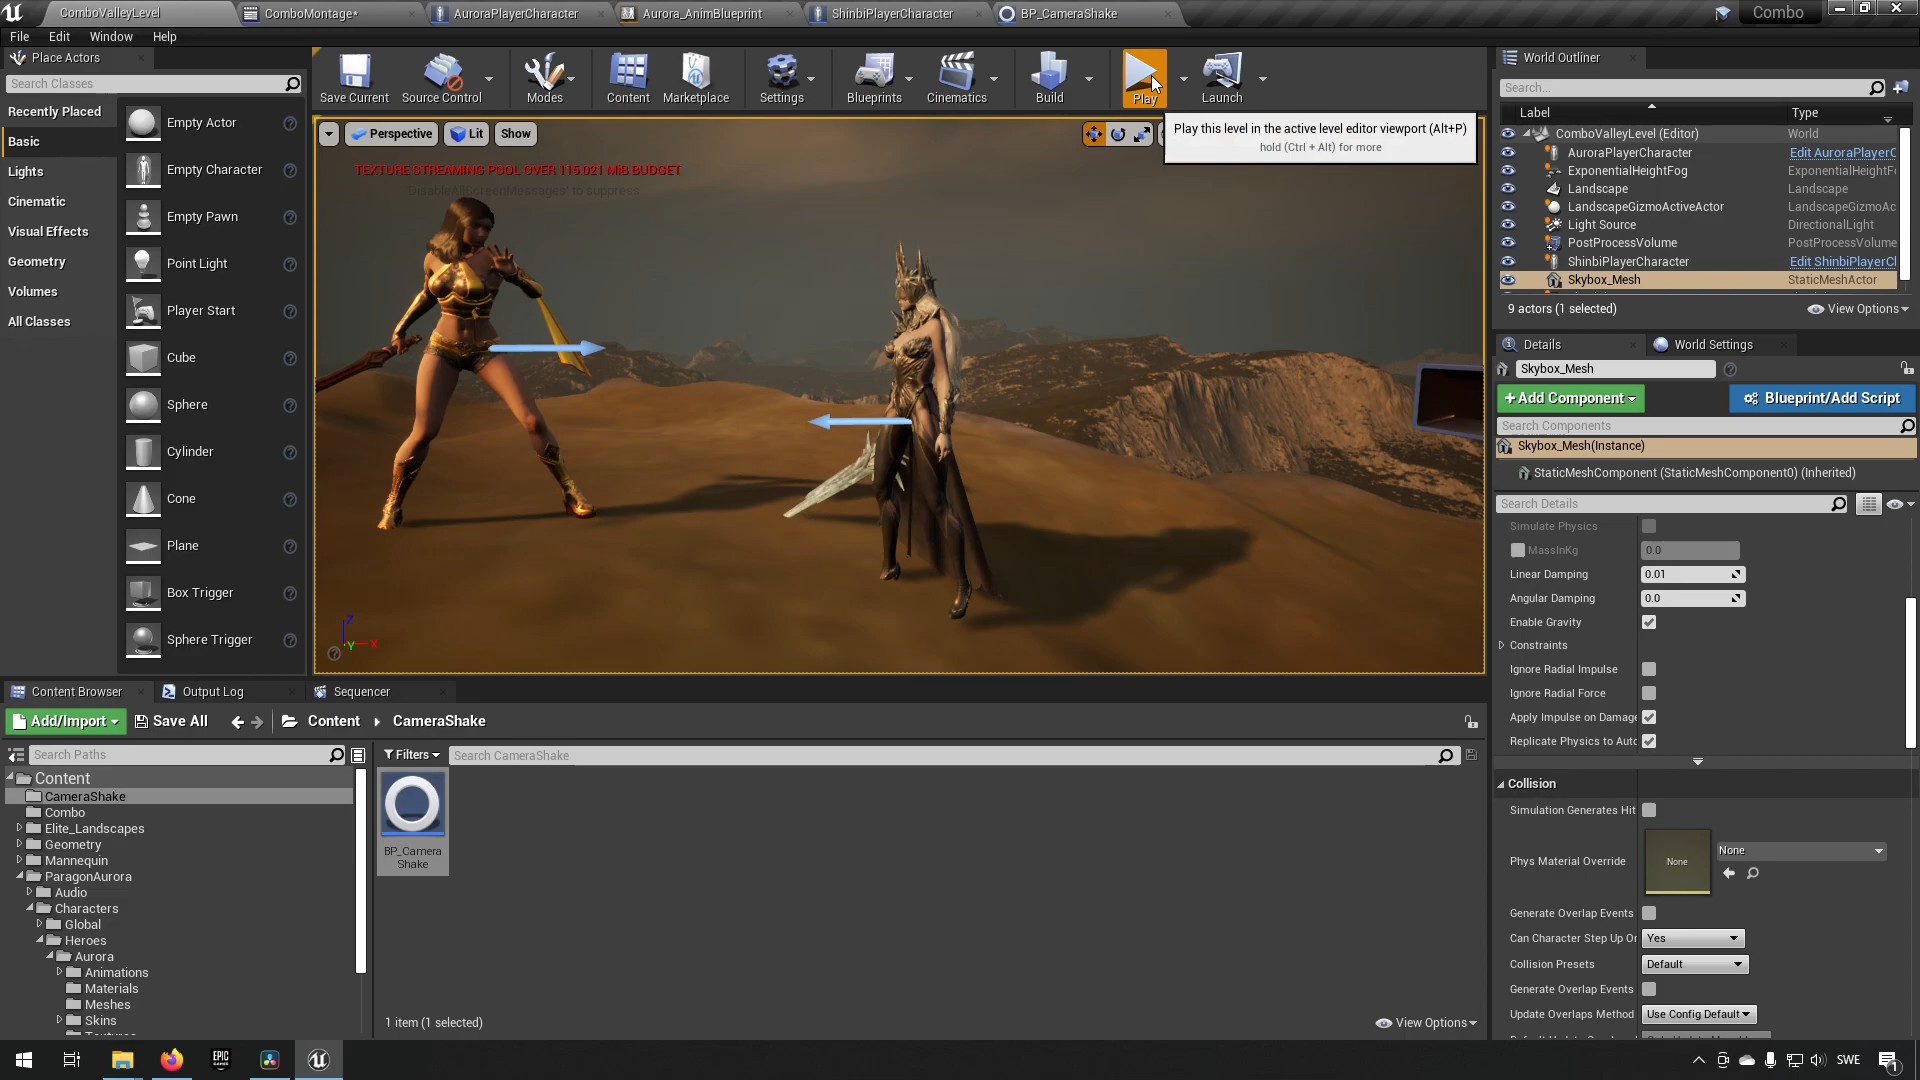 ComboValleyLevel
ComboMontage*
AuroraPlayerCharacter
Aurora_AnimBlueprint
ShinbiPlayerCharacter
BP_CameraShake
Combo
File
Edit
Window
Help
Place Actors
Search Classes
Recently Placed
Basic
Lights
Cinematic
Visual Effects
Geometry
Volumes
All Classes
Empty Actor
Empty Character
Empty Pawn
Point Light
Player Start
Cube
Sphere
Cylinder
Cone
Plane
Box Trigger
Sphere Trigger
Save Current
Source Control
Modes
Content
Marketplace
Settings
Blueprints
Cinematics
Build
Play
Launch
Perspective
Lit
Show
Play this level in the active level editor viewport (Alt+P)
hold (Ctrl + Alt) for more
TEXTURE STREAMING POOL OVER 115.021 MiB BUDGET
'DisableAllScreenMessages' to suppress
Z
Y
X
World Outliner
Search...
Label
Type
ComboValleyLevel (Editor)
World
AuroraPlayerCharacter
Edit AuroraPlayerC
ExponentialHeightFog
ExponentialHeightF
Landscape
Landscape
LandscapeGizmoActiveActor
LandscapeGizmoAc
Light Source
DirectionalLight
PostProcessVolume
PostProcessVolume
ShinbiPlayerCharacter
Edit ShinbiPlayerCl
Skybox_Mesh
StaticMeshActor
9 actors (1 selected)
View Options
Details
World Settings
Skybox_Mesh
+Add Component
Blueprint/Add Script
Search Components
Skybox_Mesh(Instance)
StaticMeshComponent (StaticMeshComponent0) (Inherited)
Search Details
Simulate Physics
MassInKg
0.0
Linear Damping
0.01
Angular Damping
0.0
Enable Gravity
Constraints
Ignore Radial Impulse
Ignore Radial Force
Apply Impulse on Damage
Replicate Physics to Auto
Collision
Simulation Generates Hit
Phys Material Override
None
None
Generate Overlap Events
Can Character Step Up On
Yes
Collision Presets
Default
Generate Overlap Events
Update Overlaps Method
Use Config Default
Content Browser
Output Log
Sequencer
Add/Import
Save All
Content
CameraShake
Search Paths
Filters
Search CameraShake
Content
CameraShake
Combo
Elite_Landscapes
Geometry
Mannequin
ParagonAurora
Audio
Characters
Global
Heroes
Aurora
Animations
Materials
Meshes
Skins
BP_Camera
Shake
1 item (1 selected)
View Options
EPIC
GAMES
SWE
1